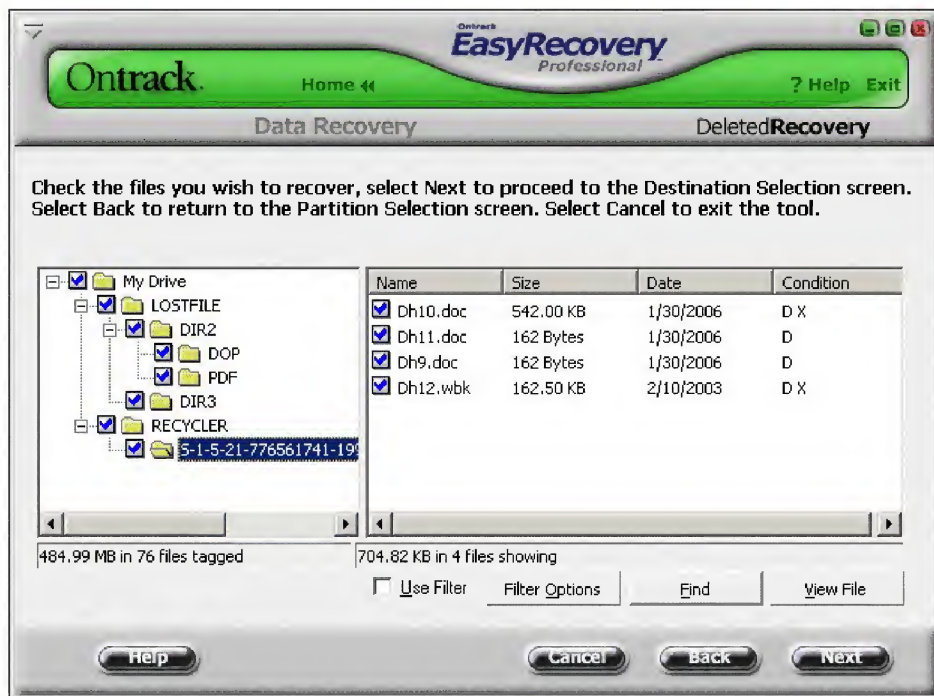 Ontrack
EasyRecovery
Professional
Ontrack.
Home
? Help Exit
Data Recovery
DeletedRecovery
Check the files you wish to recover, select Next to proceed to the Destination Selection screen.
Select Back to return to the Partition Selection screen. Select Cancel to exit the tool.
My Drive
LOSTFILE
DIR2
DOP
PDF
DIR3
RECYCLER
S-1-5-21-776561741-199
Name Size Date Condition
Dh10.doc 542.00 KB 1/30/2006 D X
Dh11.doc 162 Bytes 1/30/2006 D
Dh9.doc 162 Bytes 1/30/2006 D
Dh12.wbk 162.50 KB 2/10/2003 D X
484.99 MB in 76 files tagged
704.82 KB in 4 files showing
Use Filter
Filter Options
Find
View File
Help
Cancel
Back
Next